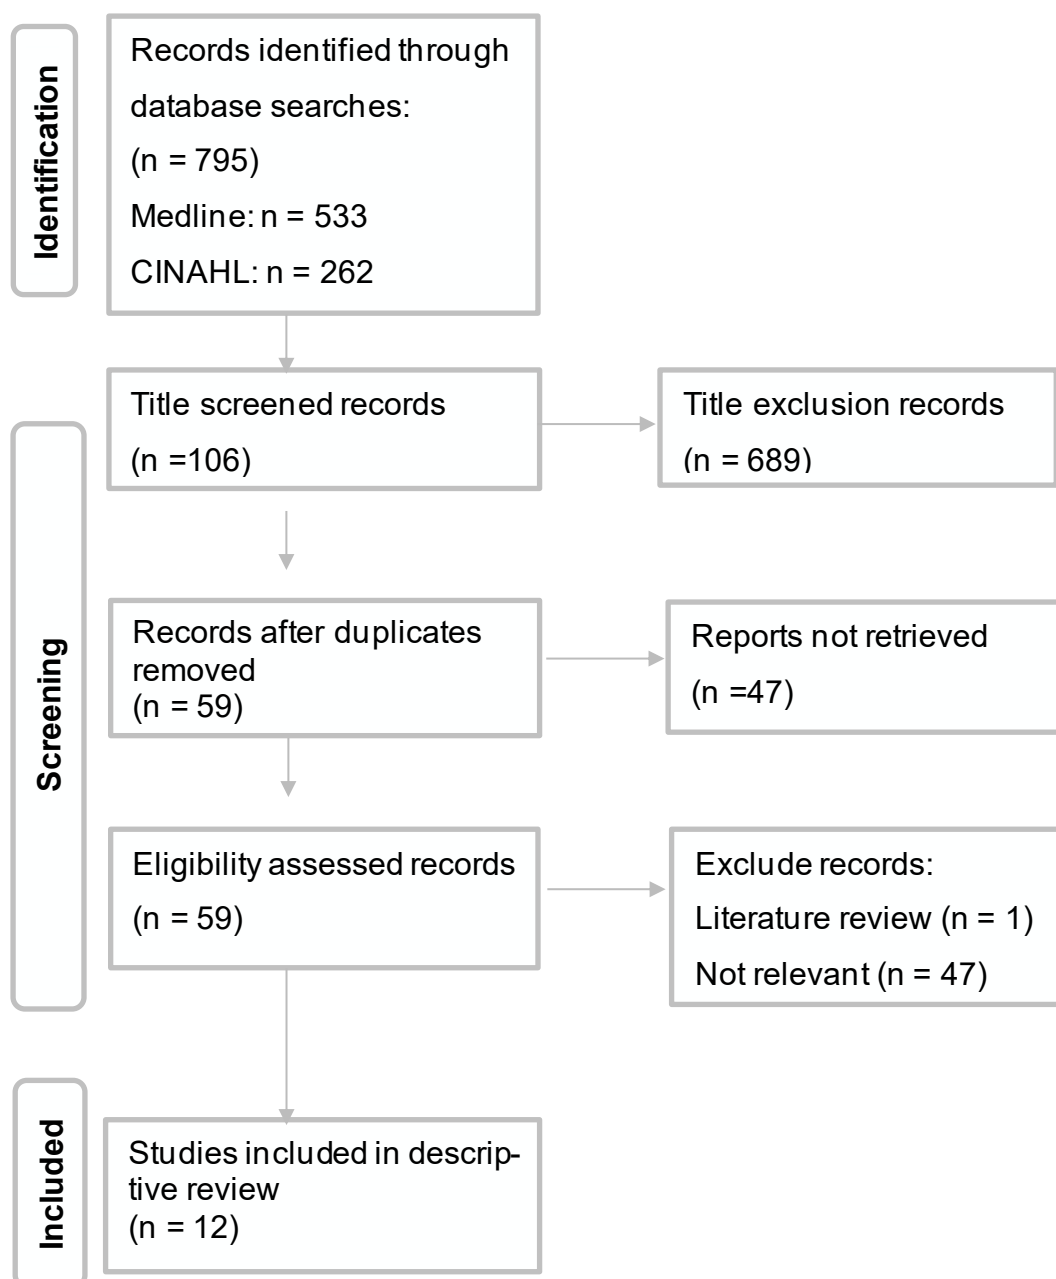 Identification
Records identified through
database searches:
(n = 795)
Medline: n = 533
CINAHL: n = 262
Screening
Title screened records
(n =106)
Title exclusion records
(n = 689)
Records after duplicates
removed
(n = 59)
Reports not retrieved
(n =47)
Eligibility assessed records
(n = 59)
Exclude records:
Literature review (n = 1)
Not relevant (n = 47)
Included
Studies included in descrip-
tive review
(n = 12)